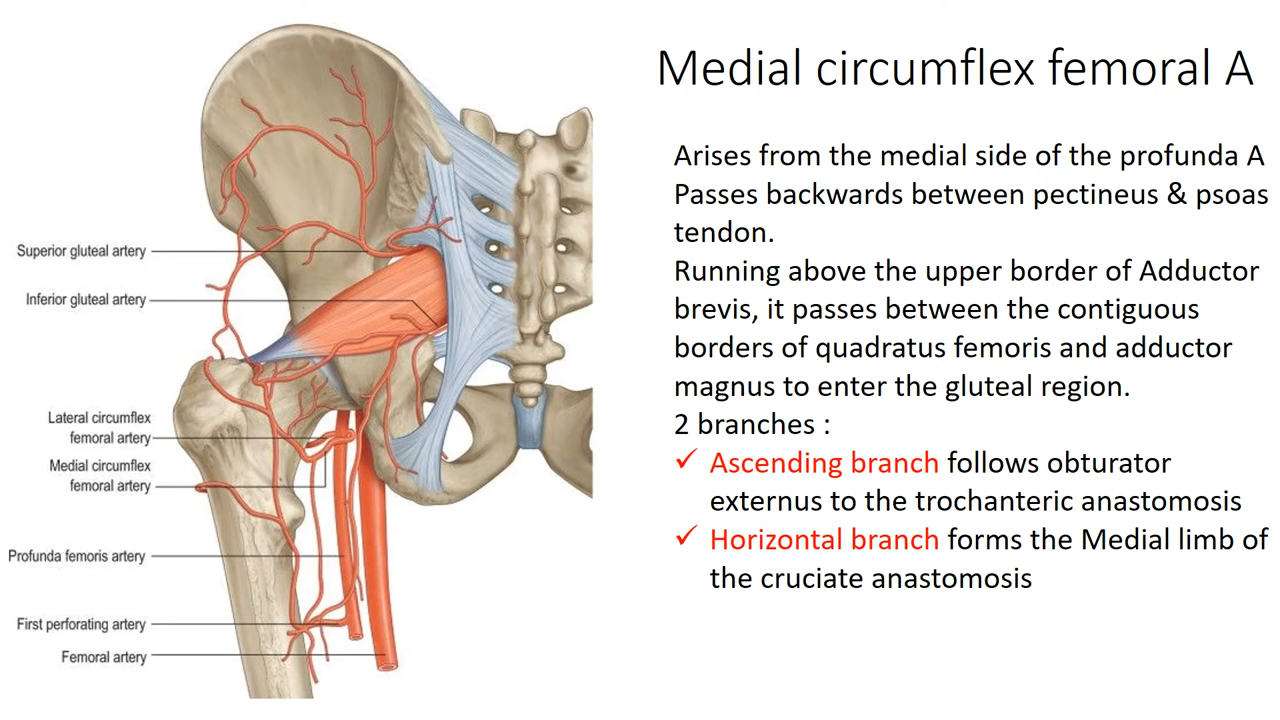 Medial circumflex femoral A
Superior gluteal artery
Inferior gluteal artery
Lateral circumflex
femoral artery
Medial circumflex
femoral artery
Profunda femoris artery
First perforating artery
Femoral artery
Arises from the medial side of the profunda A
Passes backwards between pectineus & psoas
tendon.
Running above the upper border of Adductor
brevis, it passes between the contiguous
borders of quadratus femoris and adductor
magnus to enter the gluteal region.
2 branches :
✓ Ascending branch follows obturator
externus to the trochanteric anastomosis
✓ Horizontal branch forms the Medial limb of
the cruciate anastomosis